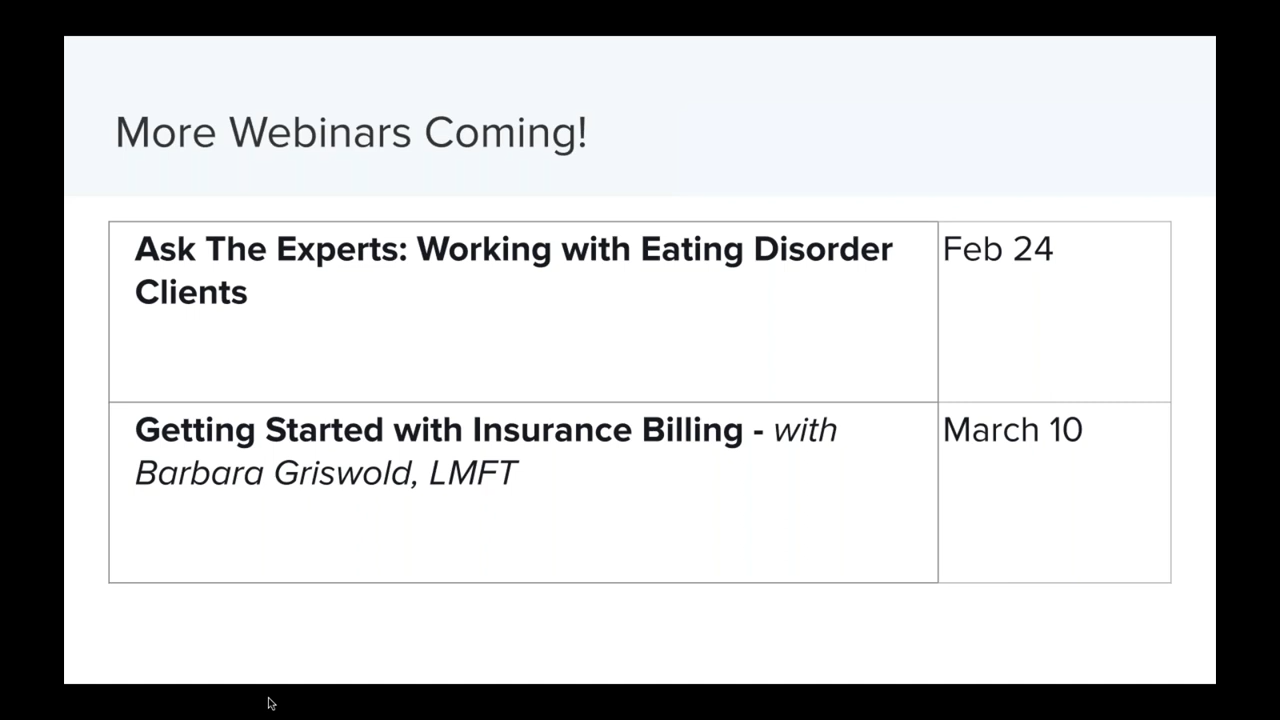 More Webinars Coming!
Ask The Experts: Working with Eating Disorder
Clients
Feb 24
Getting Started with Insurance Billing - with
Barbara Griswold, LMFT
March 10